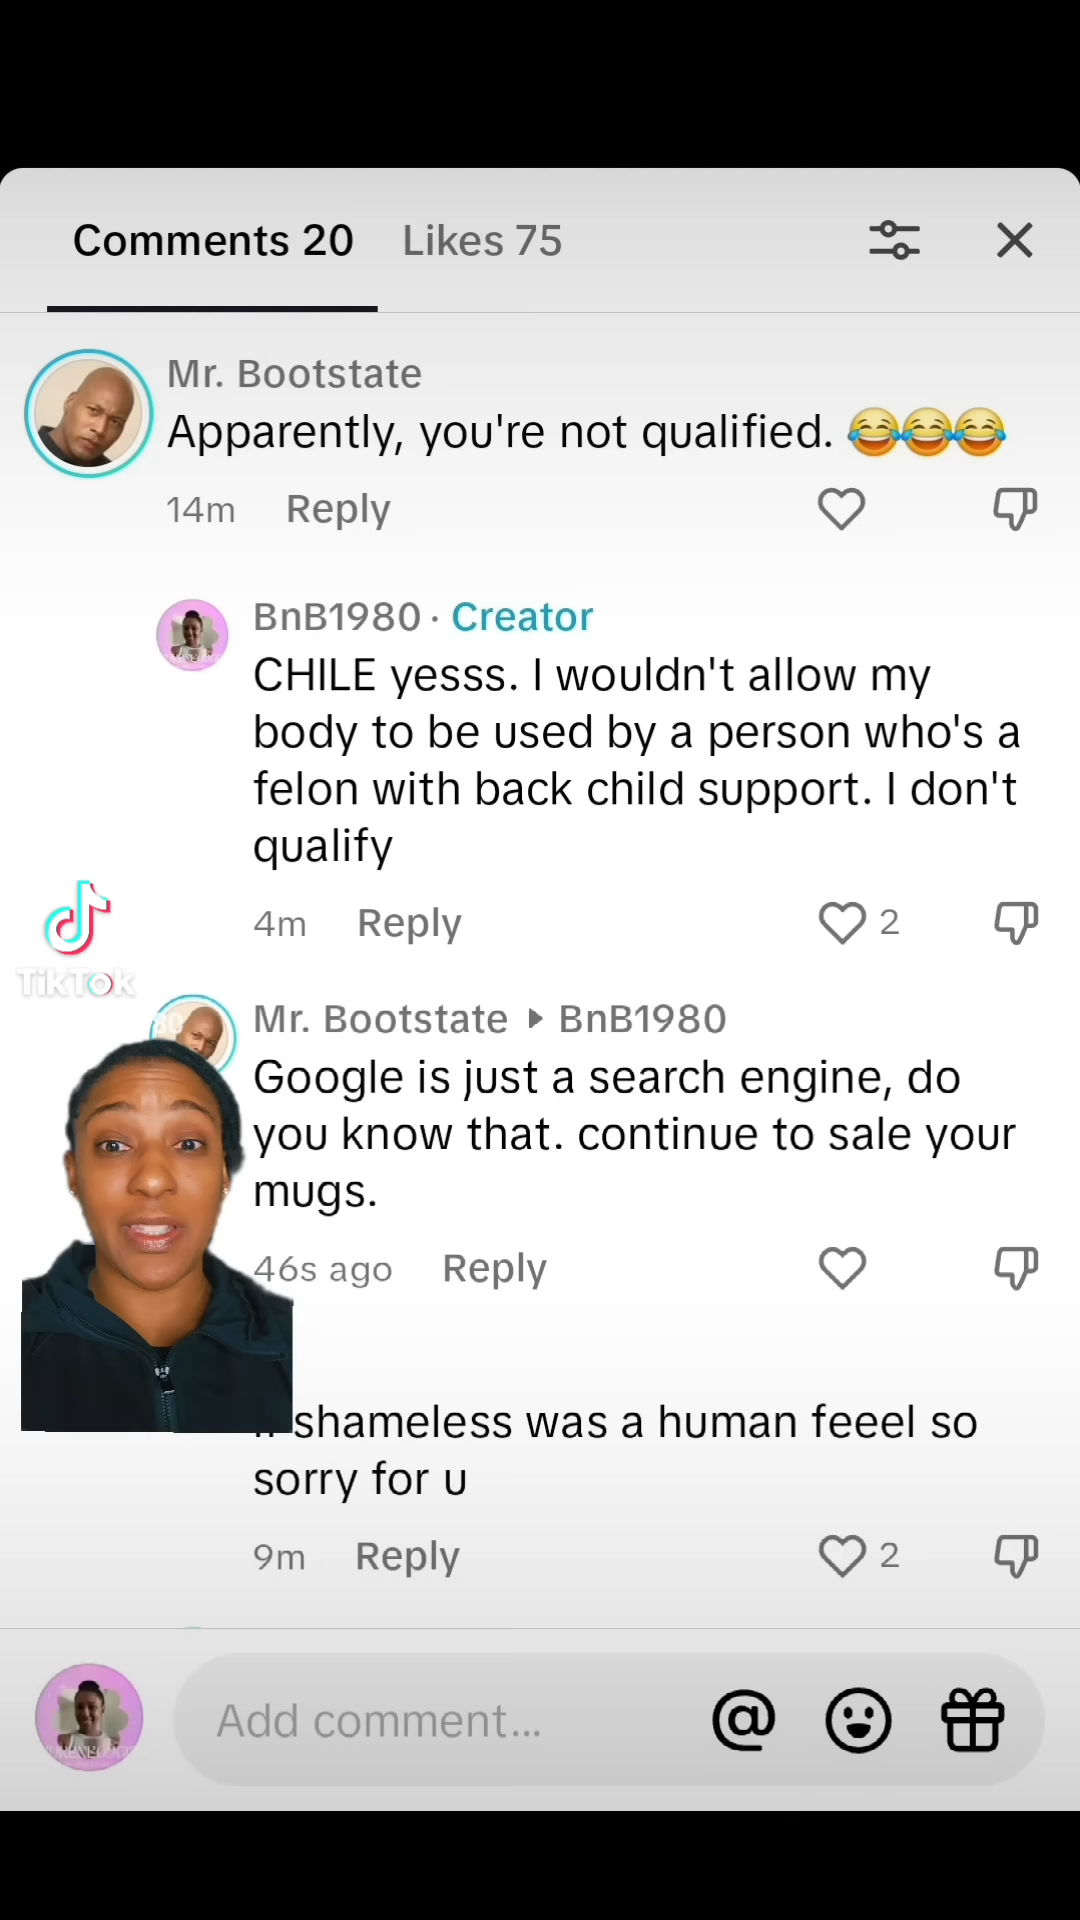 Comments 20 Likes 75
Mr. Bootstate
Apparently, you're not qualified. 😂😂😂
14m Reply
BnB1980 · Creator
CHILE yesss. I wouldn't allow my
body to be used by a person who's a
felon with back child support. I don't
qualify
4m Reply 2
TikTok
Mr. Bootstate ▸ BnB1980
Google is just a search engine, do
you know that. continue to sale your
mugs.
46s ago Reply
shameless was a human feeel so
sorry for u
9m Reply 2
Add comment...